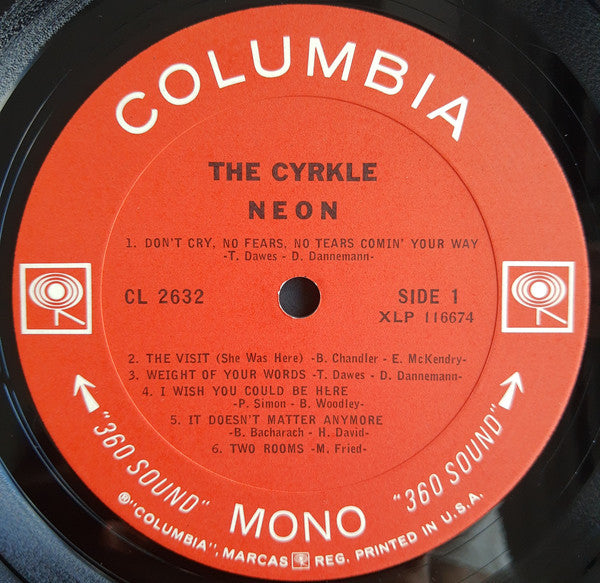 COLUMBIA
THE CYRKLE
NEON
1. DON'T CRY, NO FEARS, NO TEARS COMIN' YOUR WAY
-T. Dawes - D. Dannemann-
CL 2632
SIDE 1
XLP 116674
2. THE VISIT (She Was Here) -B. Chandler - E. McKendry-
3. WEIGHT OF YOUR WORDS -T. Dawes - D. Dannemann-
4. I WISH YOU COULD BE HERE
-P. Simon - B. Woodley-
5. IT DOESN'T MATTER ANYMORE
-B. Bacharach - H. David-
6. TWO ROOMS -M. Fried-
"360 SOUND"
MONO
"360 SOUND"
®"COLUMBIA", MARCAS REG. PRINTED IN U.S.A.